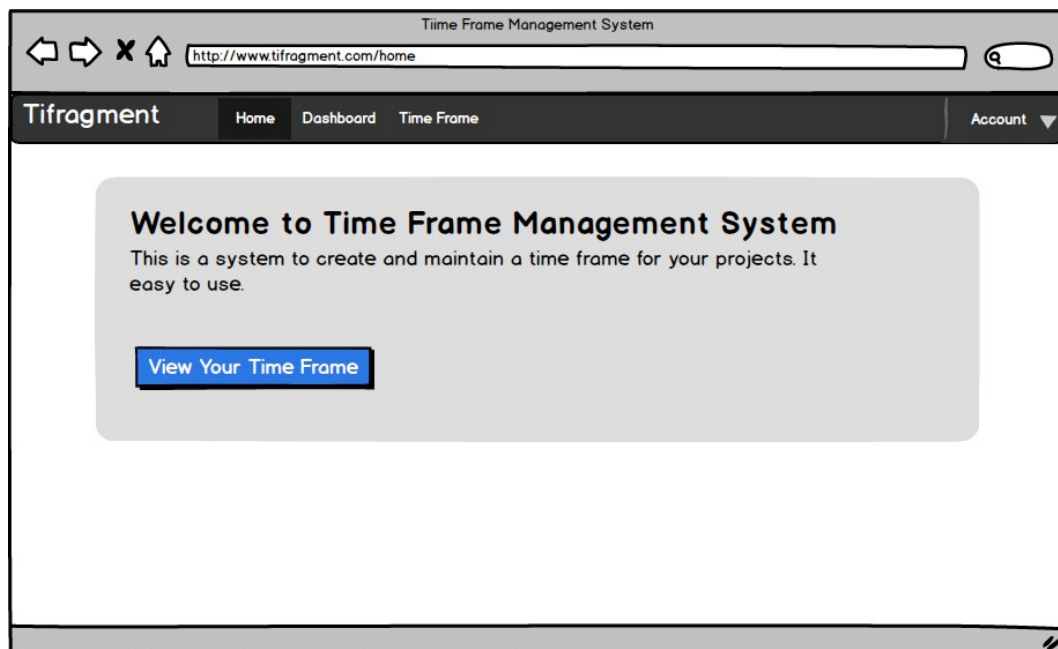 Tiime Frame Management System
http://www.tifragment.com/home
Tifragment Home Dashboard Time Frame Account
Welcome to Time Frame Management System
This is a system to create and maintain a time frame for your projects. It
easy to use.
View Your Time Frame